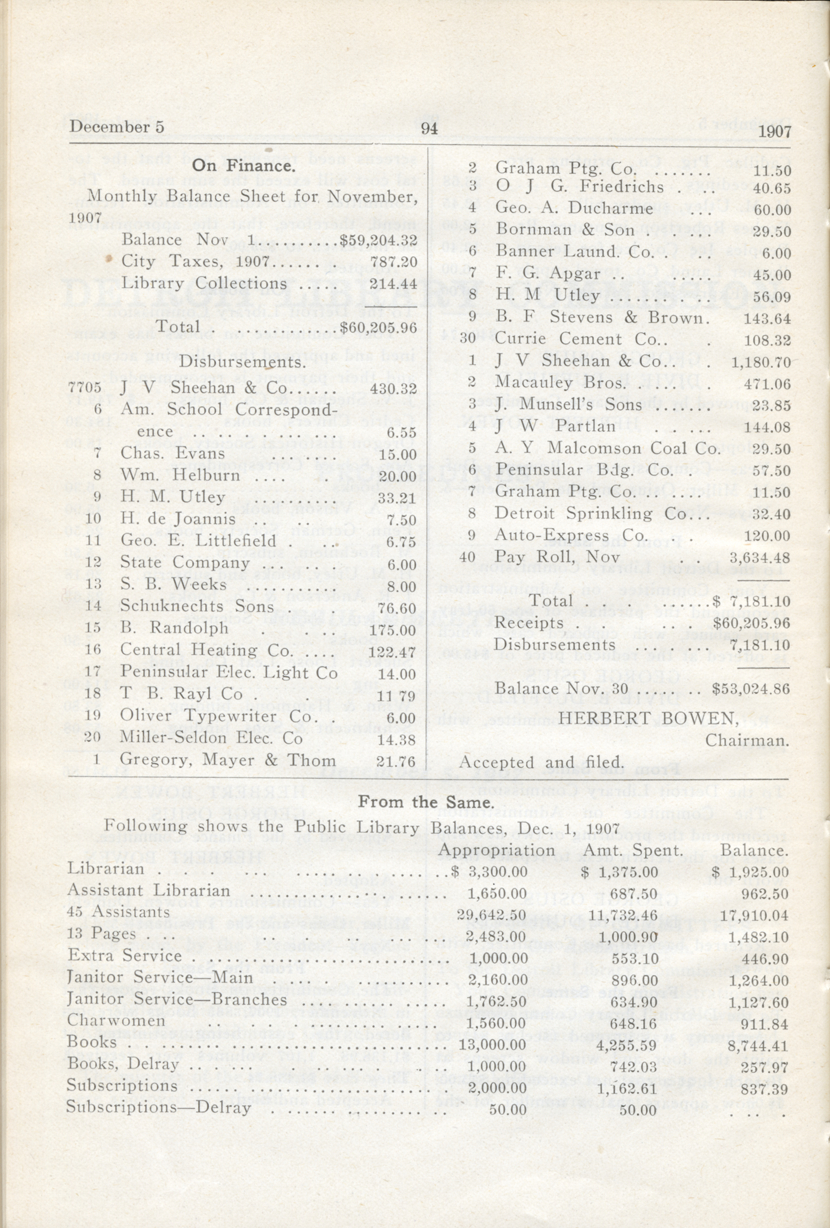 December 5 94 1907
On Finance.
Monthly Balance Sheet for November,
1907
Balance Nov 1..........$59,204.32
City Taxes, 1907...... . 787.20
Library Collections ..... 214.44
Total . ............$60,205.96
Disbursements.
7705 J V Sheehan & Co...... 430.32
6 Am. School Correspond-
ence .. .. . . . ... ... 6.55
7 Chas. Evans ... .... 15.00
8 Wm. Helburn .... . 20.00
9 H. M. Utley .......... 33.21
10 H. de Joannis .. .. 7.50
11 Geo. E. Littlefield . ... 6.75
12 State Company ... ... .. 6.00
13 S. B. Weeks ........... 8.00
14 Schuknechts Sons . . 76.60
15 B. Randolph . . .. 175.00
16 Central Heating Co. .... 122.47
17 Peninsular Elec. Light Co 14.00
18 T B. Rayl Co . . 11 79
19 Oliver Typewriter Co. . 6.00
20 Miller-Seldon Elec. Co 14.38
1 Gregory, Mayer & Thom 21.76
2 Graham Ptg. Co. ....... 11.50
3 O J G. Friedrichs . .. 40.65
4 Geo. A. Ducharme ... 60.00
5 Bornman & Son . . .... 29.50
6 Banner Laund. Co. . .. 6.00
7 F. G. Apgar .. ..... 45.00
8 H. M Utley ........ . .. 56.09
9 B. F Stevens & Brown. 143.64
30 Currie Cement Co.. . 108.32
1 J V Sheehan & Co.. . 1,180.70
2 Macauley Bros. . ... . 471.06
3 J. Munsell's Sons ....... 23.85
4 J W Partlan . .... 144.08
5 A. Y Malcomson Coal Co. 29.50
6 Peninsular Bdg. Co. . 57.50
7 Graham Ptg. Co. .. .... 11.50
8 Detroit Sprinkling Co... 32.40
9 Auto-Express Co. . . 120.00
40 Pay Roll, Nov . . 3,634.48
Total . . ......$ 7,181.10
Receipts . . ... $60,205.96
Disbursements .. .. ... 7,181.10
Balance Nov. 30 ..... .. $53,024.86
HERBERT BOWEN,
Chairman.
Accepted and filed.
From the Same.
Following shows the Public Library Balances, Dec. 1, 1907
Appropriation Amt. Spent. Balance.
Librarian . . . ... ..... .. . .... ..$ 3,300.00 $ 1,375.00 $ 1,925.00
Assistant Librarian ................ ...... 1,650.00 687.50 962.50
45 Assistants 29,642.50 11,732.46 17,910.04
13 Pages . .. .. . .. .. ... ... 2,483.00 1,000.90 1,482.10
Extra Service . .......................... 1,000.00 553.10 446.90
Janitor Service—Main . ... . ........... 2,160.00 896.00 1,264.00
Janitor Service—Branches .... ......... ..... 1,762.50 634.90 1,127.60
Charwomen .. . . . .......... ..... 1,560.00 648.16 911.84
Books . . .............................. 13,000.00 4,255.59 8,744.41
Books, Delray .. . ... .. ... .. . .. 1,000.00 742.03 257.97
Subscriptions ...... ...................... 2,000.00 1,162.61 837.39
Subscriptions—Delray . ....... ......... .. 50.00 50.00 . . . .